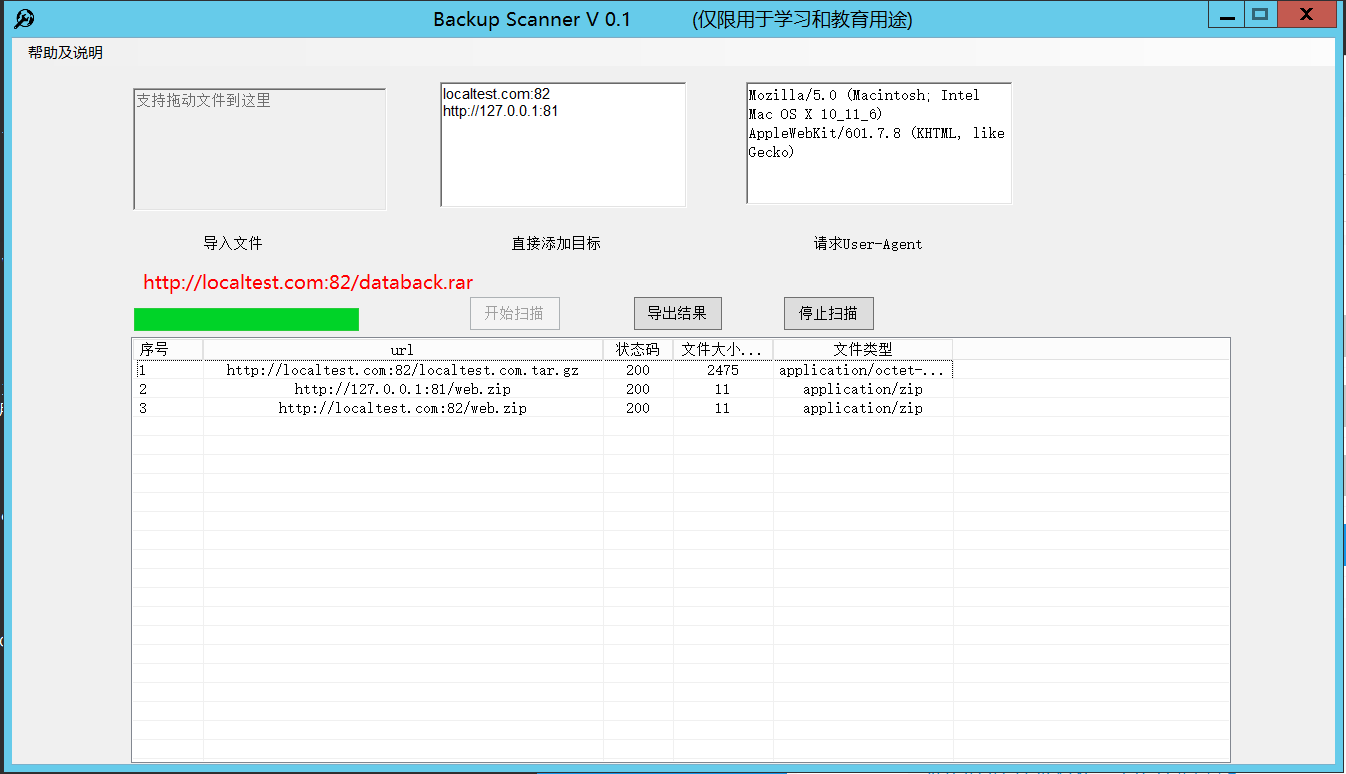 Backup Scanner V 0.1 (仅限用于学习和教育用途)
帮助及说明
支持拖动文件到这里
localtest.com:82
http://127.0.0.1:81
Mozilla/5.0 (Macintosh; Intel
Mac OS X 10_11_6)
AppleWebKit/601.7.8 (KHTML, like
Gecko)
导入文件 直接添加目标 请求User-Agent
http://localtest.com:82/databack.rar
开始扫描 导出结果 停止扫描
序号 url 状态码 文件大小... 文件类型
1 http://localtest.com:82/localtest.com.tar.gz 200 2475 application/octet-...
2 http://127.0.0.1:81/web.zip 200 11 application/zip
3 http://localtest.com:82/web.zip 200 11 application/zip